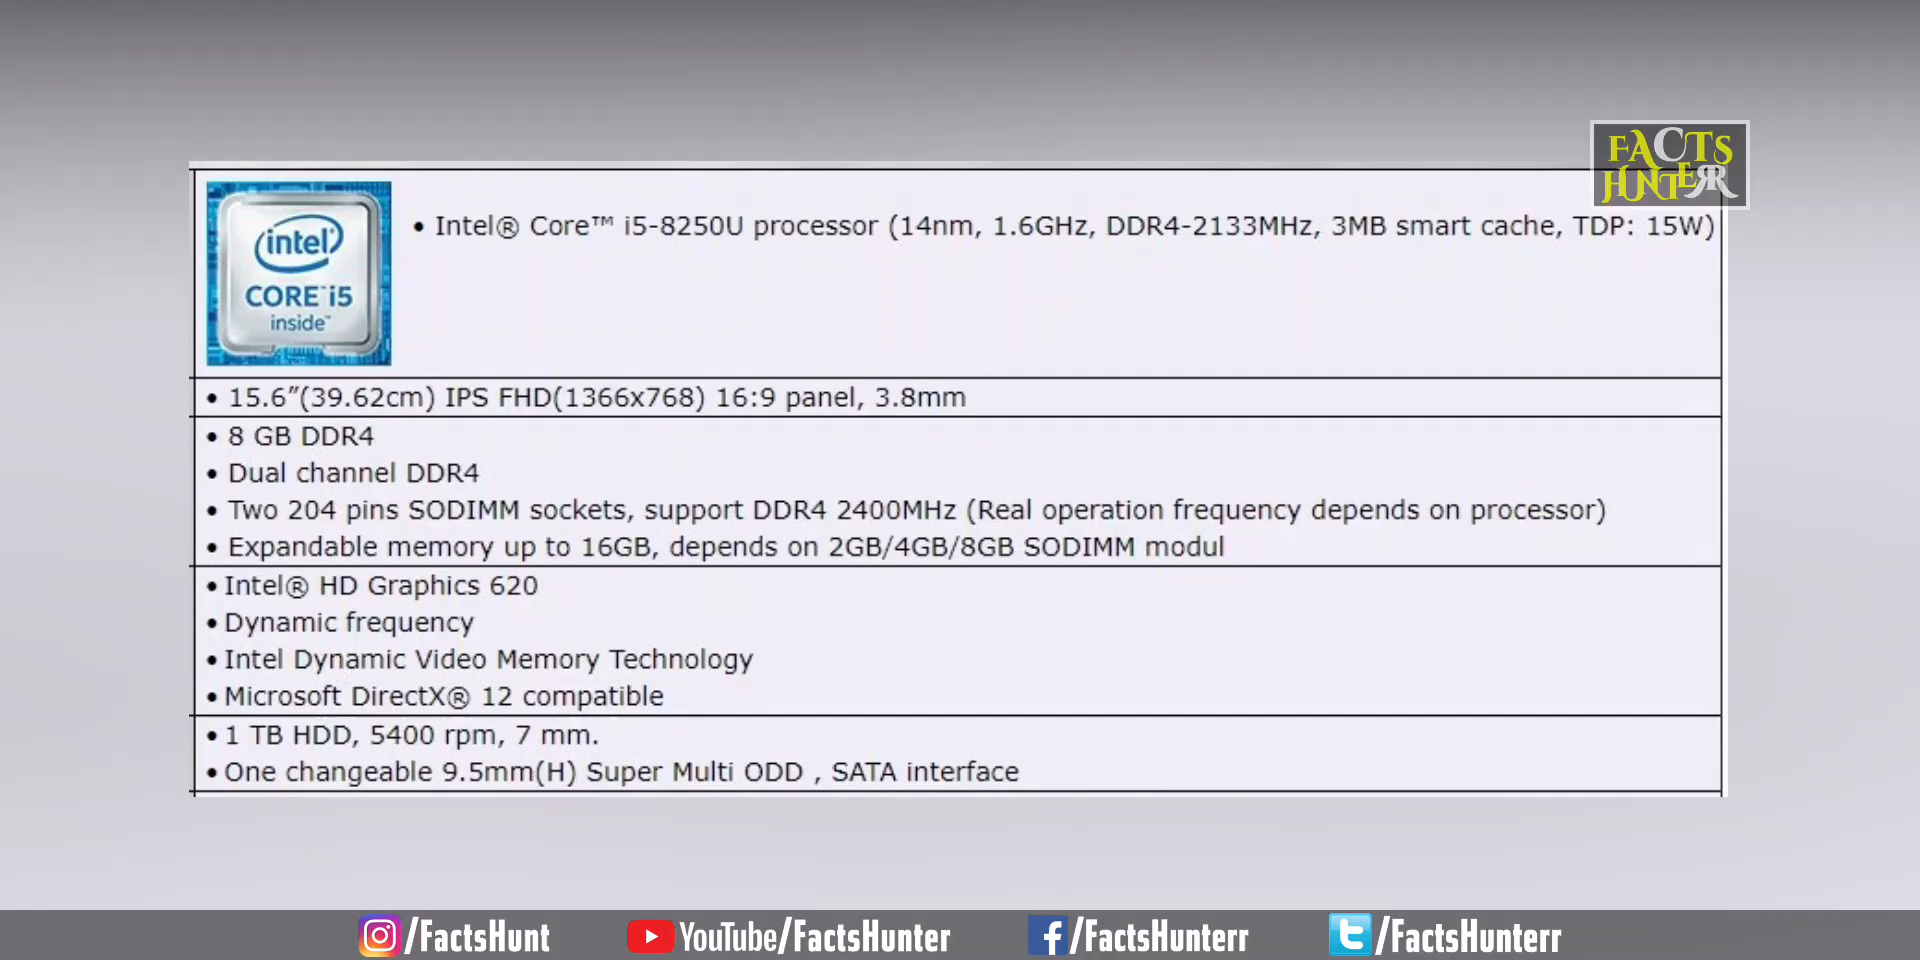 FACTS
HUNTERR
intel
CORE™ i5
inside™
• Intel® Core™ i5-8250U processor (14nm, 1.6GHz, DDR4-2133MHz, 3MB smart cache, TDP: 15W)
• 15.6”(39.62cm) IPS FHD(1366x768) 16:9 panel, 3.8mm
• 8 GB DDR4
• Dual channel DDR4
• Two 204 pins SODIMM sockets, support DDR4 2400MHz (Real operation frequency depends on processor)
• Expandable memory up to 16GB, depends on 2GB/4GB/8GB SODIMM modul
• Intel® HD Graphics 620
• Dynamic frequency
• Intel Dynamic Video Memory Technology
• Microsoft DirectX® 12 compatible
• 1 TB HDD, 5400 rpm, 7 mm.
• One changeable 9.5mm(H) Super Multi ODD , SATA interface
/FactsHunt YouTube/FactsHunter /FactsHunterr /FactsHunterr